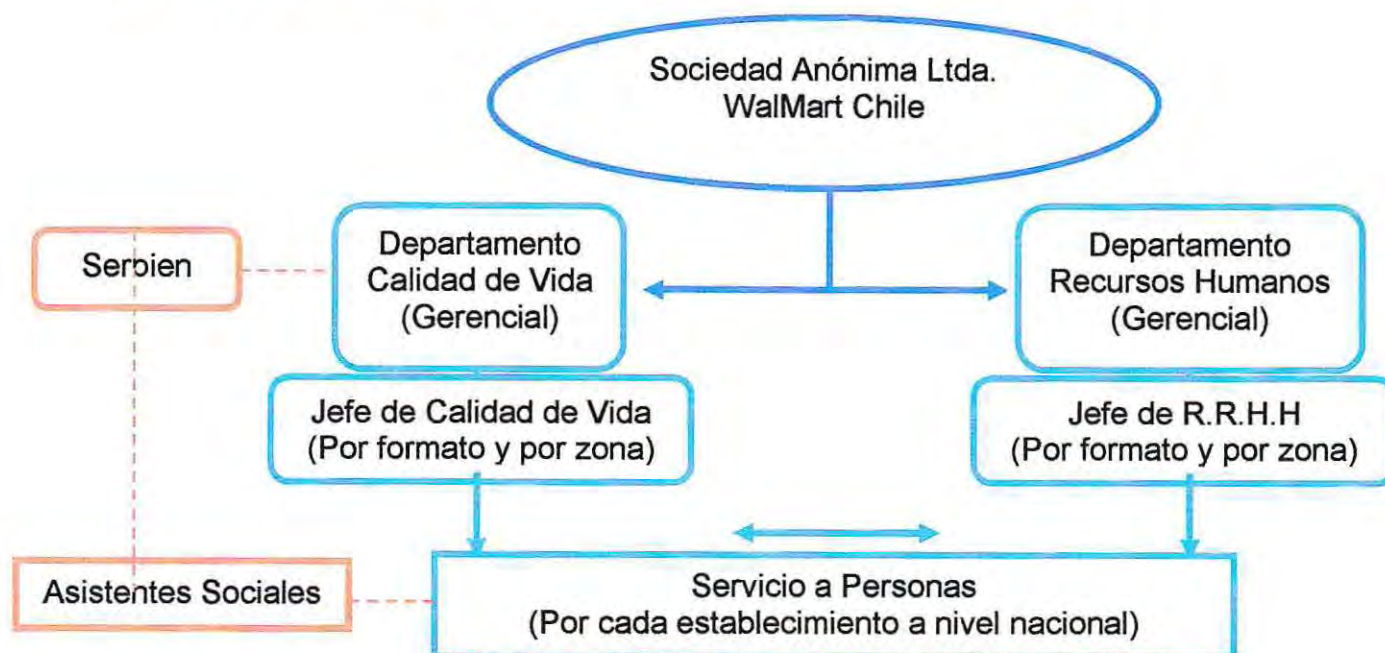 Sociedad Anónima Ltda.
WalMart Chile
Serbien
Departamento
Calidad de Vida
(Gerencial)
Departamento
Recursos Humanos
(Gerencial)
Jefe de Calidad de Vida
(Por formato y por zona)
Jefe de R.R.H.H
(Por formato y por zona)
Asistentes Sociales
Servicio a Personas
(Por cada establecimiento a nivel nacional)